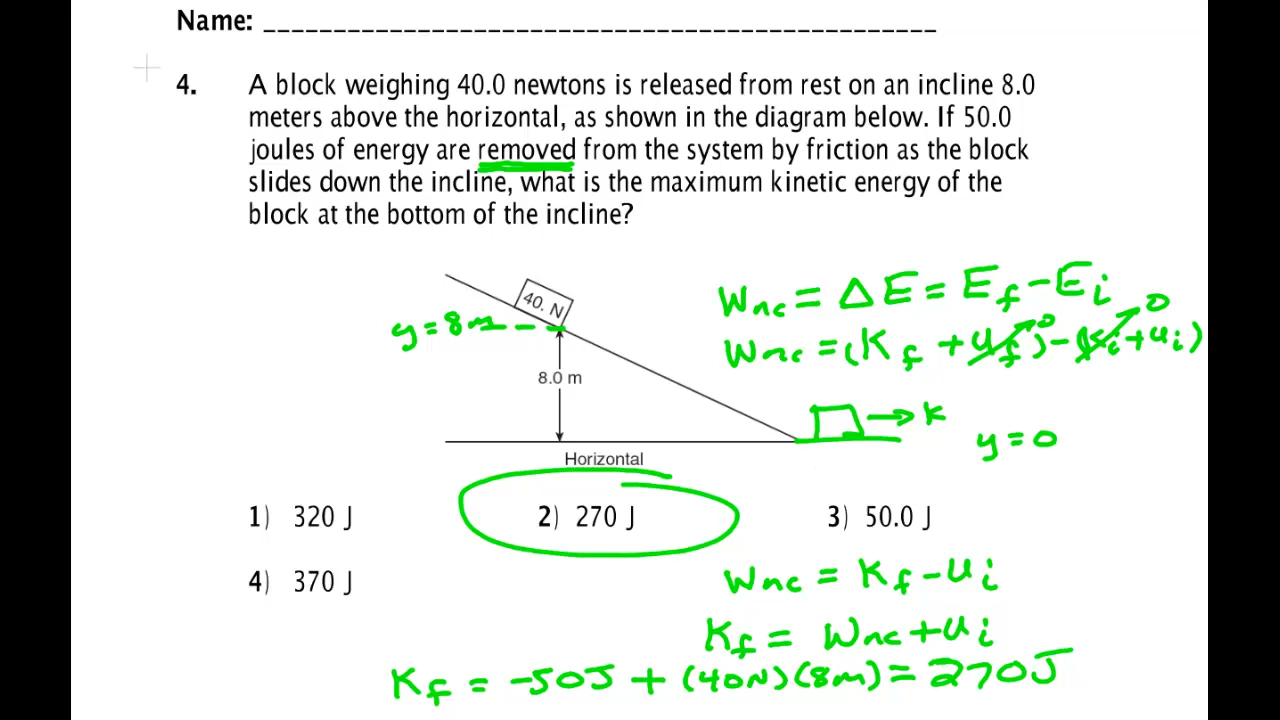 Name: ________________________________________________
4. A block weighing 40.0 newtons is released from rest on an incline 8.0
meters above the horizontal, as shown in the diagram below. If 50.0
joules of energy are removed from the system by friction as the block
slides down the incline, what is the maximum kinetic energy of the
block at the bottom of the incline?
Wnc = ΔE = Ef - Ei
40. N
y = 8m
Wnc = (Kf + Uf) - (Ki + Ui)
0
0
8.0 m
K
y = 0
Horizontal
1) 320 J
2) 270 J
3) 50.0 J
4) 370 J
Wnc = Kf - Ui
Kf = Wnc + Ui
Kf = -50J + (40N)(8m) = 270J